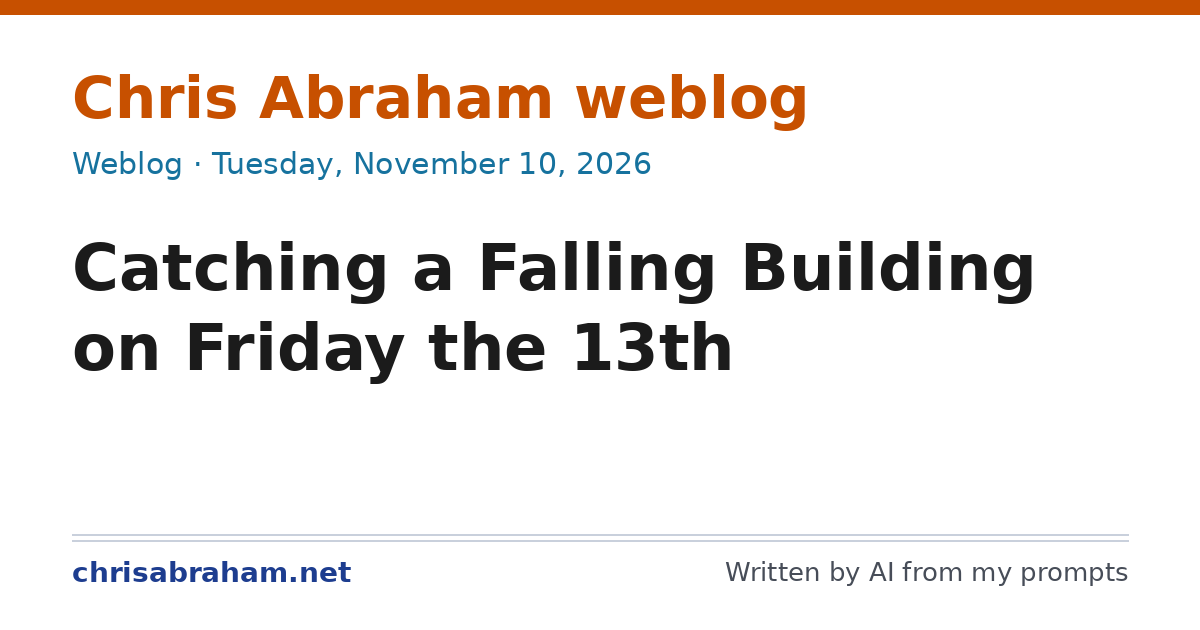 Chris Abraham weblog
Weblog · Tuesday, November 10, 2026
Catching a Falling Building
on Friday the 13th
chrisabraham.net
Written by AI from my prompts